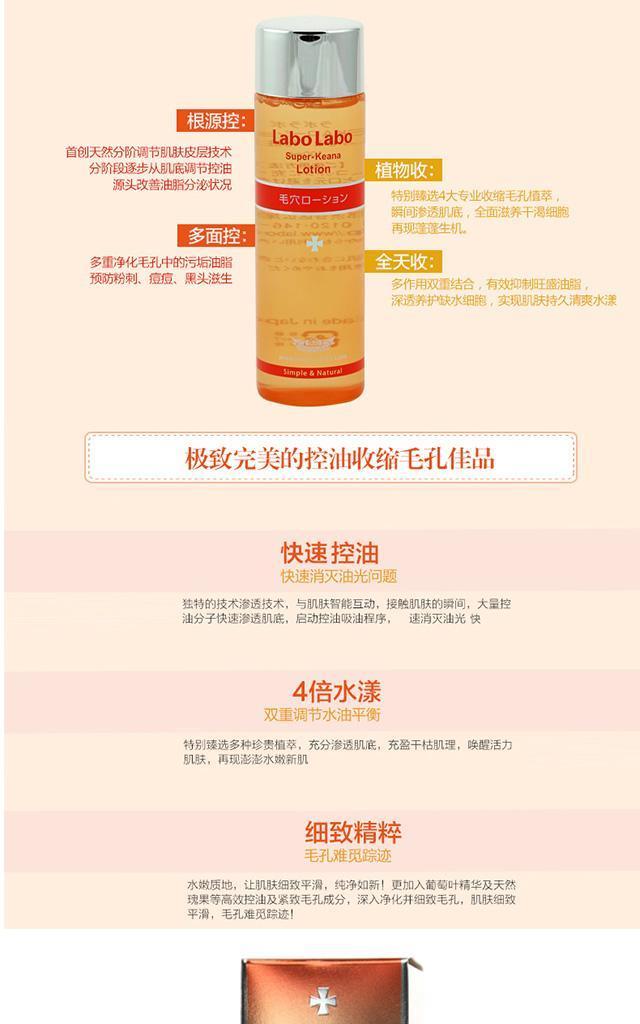 根源控：
首创天然分阶调节肌肤皮层技术
分阶段逐步从肌底调节控油
源头改善油脂分泌状况
多面控：
多重净化毛孔中的污垢油脂
预防粉刺、痘痘、黑头滋生
Labo Labo
Super-Keana
Lotion
毛穴ローション
Simple & Natural
植物收：
特别臻选4大专业收缩毛孔植萃，
瞬间渗透肌底，全面滋养干渴细胞
再现蓬蓬生机。
全天收：
多作用双重结合，有效抑制旺盛油脂，
深透养护缺水细胞，实现肌肤持久清爽水漾
极致完美的控油收缩毛孔佳品
快速控油
快速消灭油光问题
独特的技术渗透技术，与肌肤智能互动，接触肌肤的瞬间，大量控
油分子快速渗透肌底，启动控油吸油程序， 速消灭油光 快
4倍水漾
双重调节水油平衡
特别臻选多种珍贵植萃，充分渗透肌底，充盈干枯肌理，唤醒活力
肌肤，再现澎澎水嫩新肌
细致精粹
毛孔难觅踪迹
水嫩质地，让肌肤细致平滑，纯净如新！更加入葡萄叶精华及天然
瑰果等高效控油及紧致毛孔成分，深入净化并细致毛孔，肌肤细致
平滑，毛孔难觅踪迹！